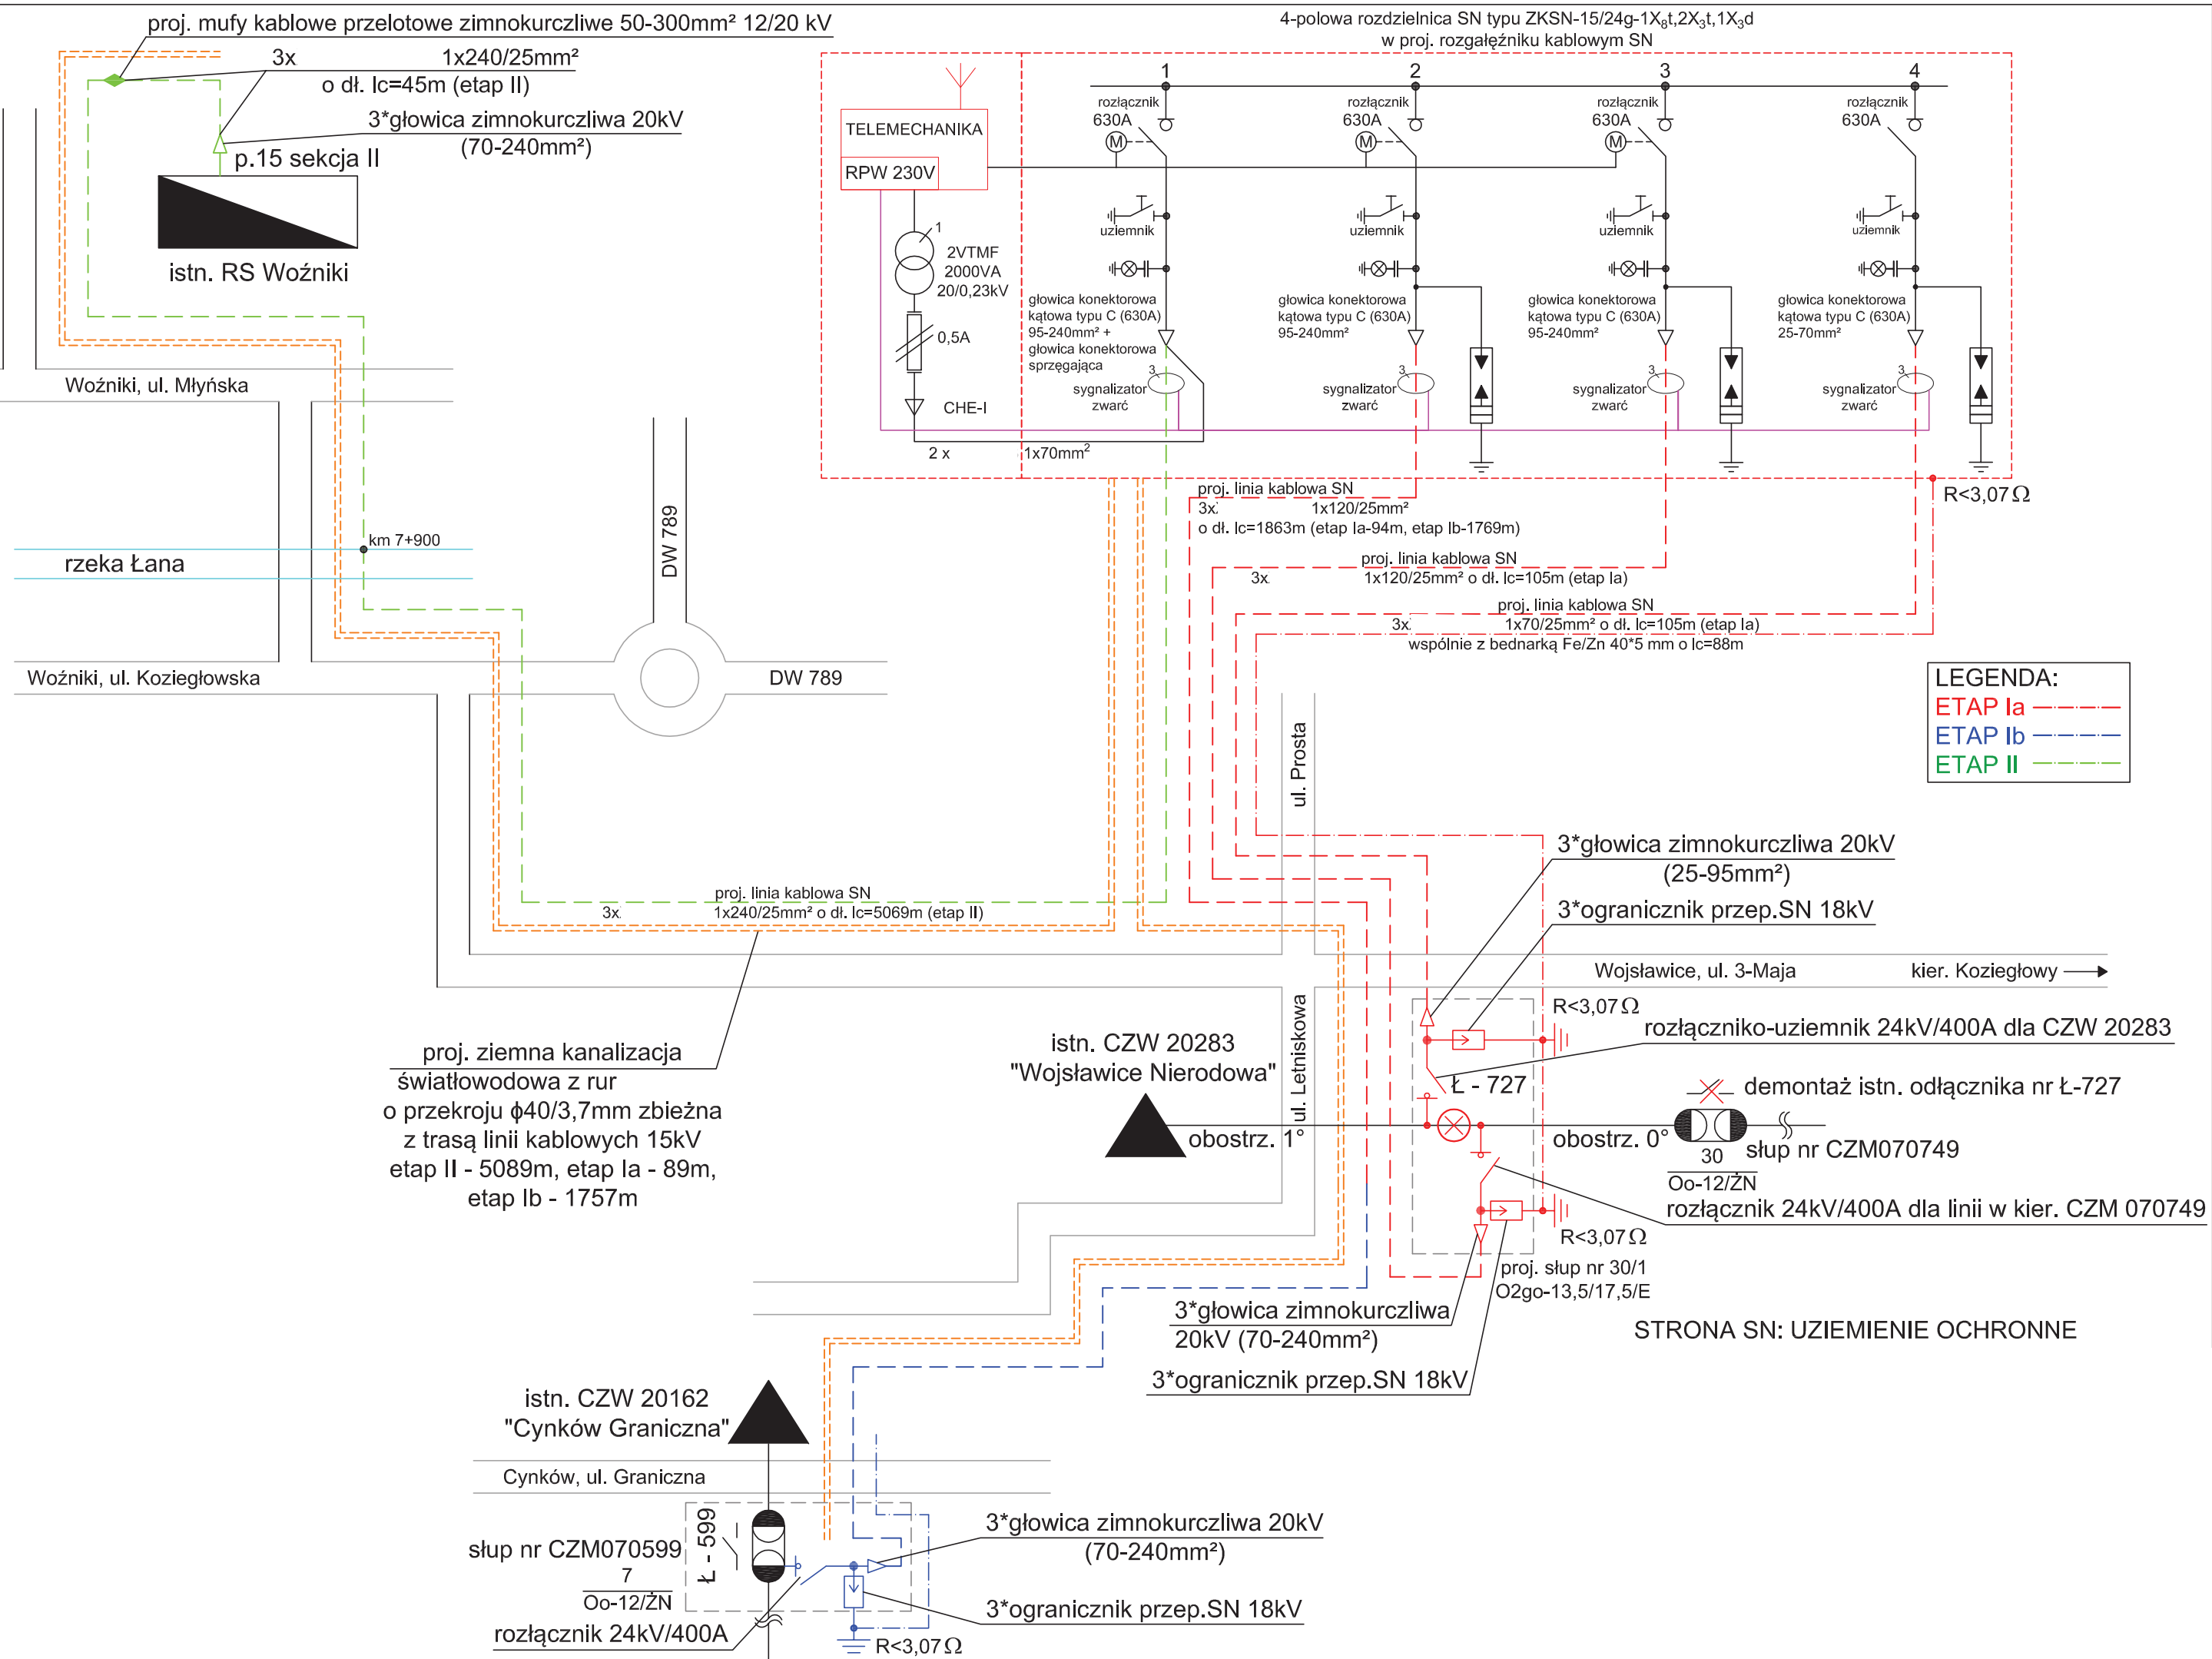 proj. mufy kablowe przelotowe zimnokurczliwe 50-300mm² 12/20 kV
3x 1x240/25mm²
o dł. lc=45m (etap II)
3*głowica zimnokurczliwa 20kV
(70-240mm²)
p.15 sekcja II
istn. RS Woźniki
Woźniki, ul. Młyńska
km 7+900
rzeka Łana
Woźniki, ul. Koziegłowska
DW 789
DW 789
4-polowa rozdzielnica SN typu ZKSN-15/24g-1X₈t,2X₃t,1X₃d
w proj. rozgałęźniku kablowym SN
TELEMECHANIKA
RPW 230V
1
2VTMF
2000VA
20/0,23kV
0,5A
CHE-I
2 x 1x70mm²
1
rozłącznik
630A
M
uziemnik
głowica konektorowa
kątowa typu C (630A)
95-240mm² +
głowica konektorowa
sprzęgająca
3
sygnalizator
zwarć
2
rozłącznik
630A
M
uziemnik
głowica konektorowa
kątowa typu C (630A)
95-240mm²
3
sygnalizator
zwarć
3
rozłącznik
630A
M
uziemnik
głowica konektorowa
kątowa typu C (630A)
95-240mm²
3
sygnalizator
zwarć
4
rozłącznik
630A
uziemnik
głowica konektorowa
kątowa typu C (630A)
25-70mm²
3
sygnalizator
zwarć
R<3,07Ω
proj. linia kablowa SN
3x 1x120/25mm²
o dł. lc=1863m (etap Ia-94m, etap Ib-1769m)
proj. linia kablowa SN
3x 1x120/25mm² o dł. lc=105m (etap Ia)
proj. linia kablowa SN
3x 1x70/25mm² o dł. lc=105m (etap Ia)
wspólnie z bednarką Fe/Zn 40*5 mm o lc=88m
LEGENDA:
ETAP Ia
ETAP Ib
ETAP II
ul. Prosta
proj. linia kablowa SN
3x 1x240/25mm² o dł. lc=5069m (etap II)
3*głowica zimnokurczliwa 20kV
(25-95mm²)
3*ogranicznik przep.SN 18kV
Wojsławice, ul. 3-Maja
kier. Koziegłowy
R<3,07Ω
rozłączniko-uziemnik 24kV/400A dla CZW 20283
proj. ziemna kanalizacja
światłowodowa z rur
o przekroju ϕ40/3,7mm zbieżna
z trasą linii kablowych 15kV
etap II - 5089m, etap Ia - 89m,
etap Ib - 1757m
istn. CZW 20283
"Wojsławice Nierodowa"
ul. Letniskowa
Ł - 727
demontaż istn. odłącznika nr Ł-727
obostrz. 1°
obostrz. 0°
30
Oo-12/ŻN
słup nr CZM070749
rozłącznik 24kV/400A dla linii w kier. CZM 070749
R<3,07Ω
proj. słup nr 30/1
O2go-13,5/17,5/E
3*głowica zimnokurczliwa
20kV (70-240mm²)
3*ogranicznik przep.SN 18kV
STRONA SN: UZIEMIENIE OCHRONNE
istn. CZW 20162
"Cynków Graniczna"
Cynków, ul. Graniczna
Ł - 599
słup nr CZM070599
7
Oo-12/ŻN
rozłącznik 24kV/400A
3*głowica zimnokurczliwa 20kV
(70-240mm²)
3*ogranicznik przep.SN 18kV
R<3,07Ω